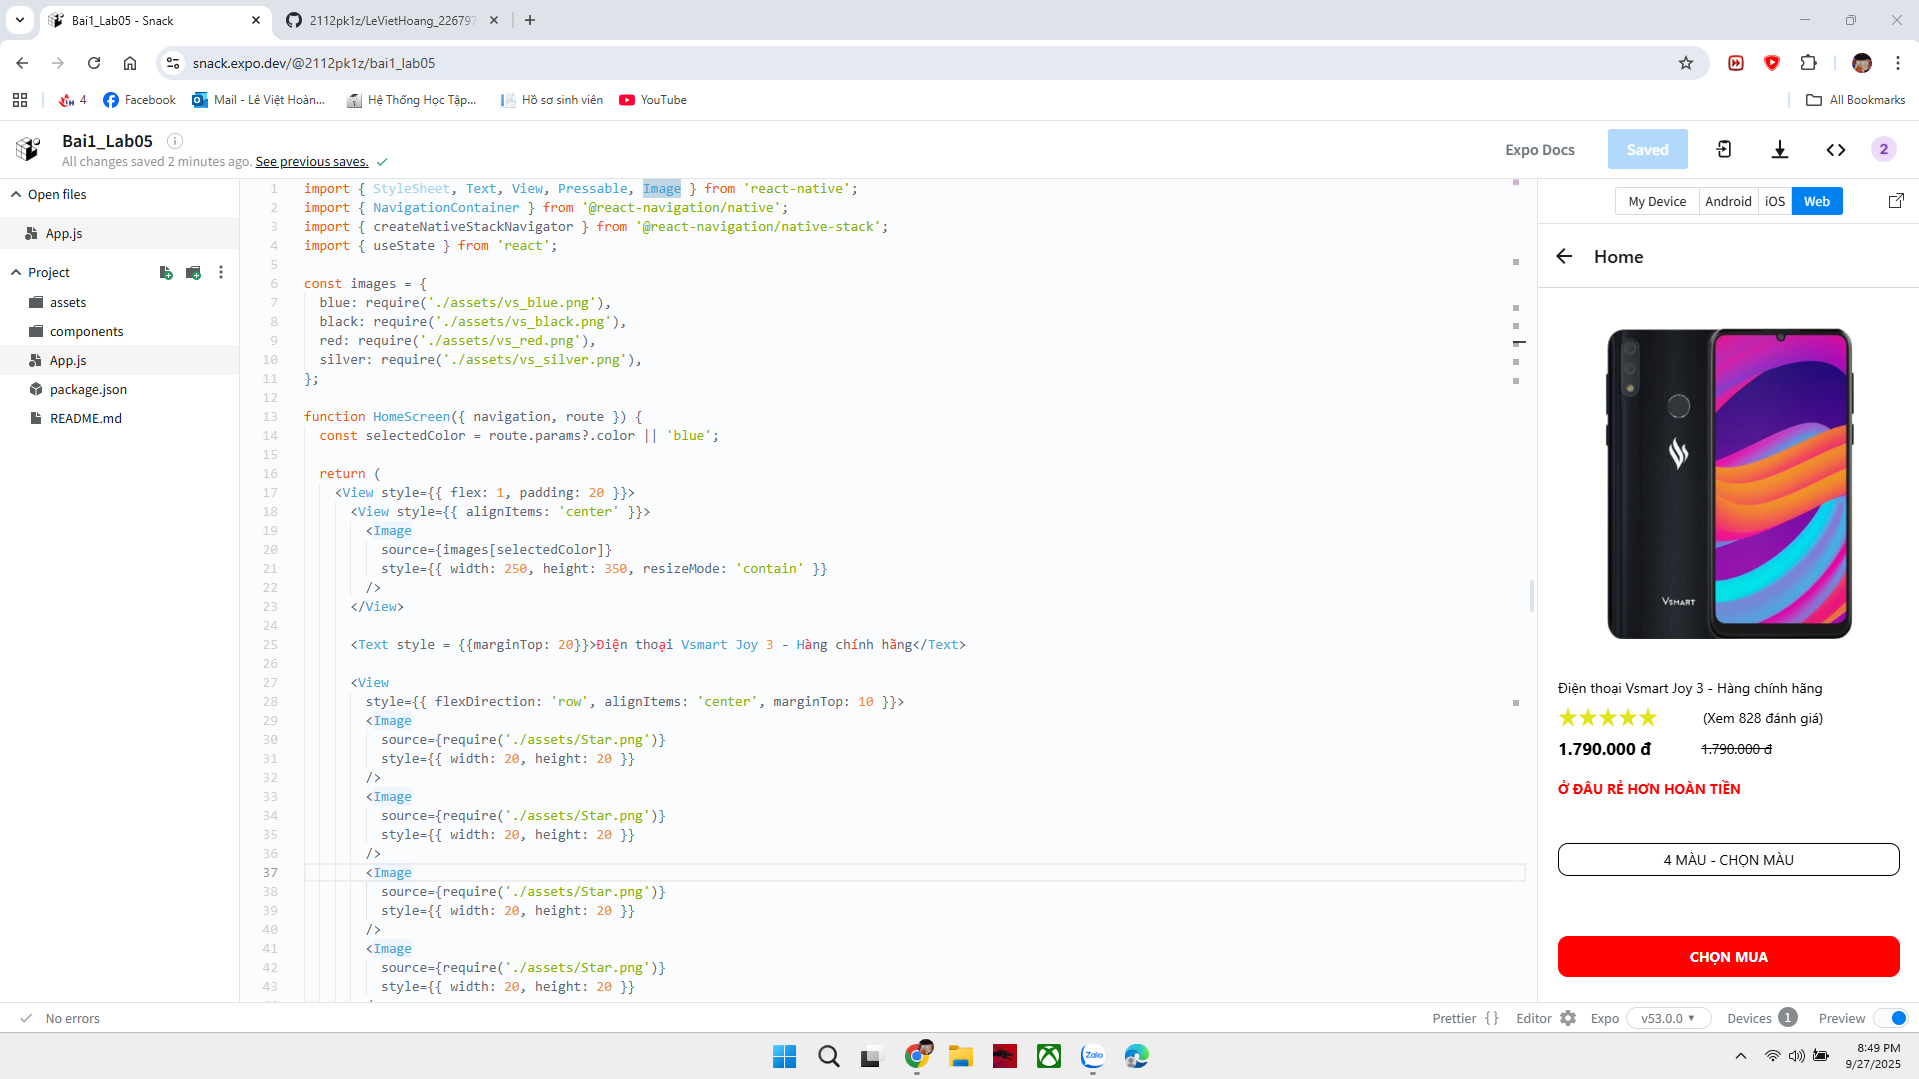 Bai1_Lab05 - Snack
2112pk1z/LeVietHoang_226797
snack.expo.dev/@2112pk1z/bai1_lab05
4
Facebook
Mail - Lê Việt Hoàn...
Hệ Thống Học Tập...
Hồ sơ sinh viên
YouTube
All Bookmarks
Bai1_Lab05
All changes saved 2 minutes ago. See previous saves.
Expo Docs
Saved
2
Open files
App.js
Project
assets
components
App.js
package.json
README.md
1 import { StyleSheet, Text, View, Pressable, Image } from 'react-native';
2 import { NavigationContainer } from '@react-navigation/native';
3 import { createNativeStackNavigator } from '@react-navigation/native-stack';
4 import { useState } from 'react';
5
6 const images = {
7 blue: require('./assets/vs_blue.png'),
8 black: require('./assets/vs_black.png'),
9 red: require('./assets/vs_red.png'),
10 silver: require('./assets/vs_silver.png'),
11 };
12
13 function HomeScreen({ navigation, route }) {
14 const selectedColor = route.params?.color || 'blue';
15
16 return (
17 <View style={{ flex: 1, padding: 20 }}>
18 <View style={{ alignItems: 'center' }}>
19 <Image
20 source={images[selectedColor]}
21 style={{ width: 250, height: 350, resizeMode: 'contain' }}
22 />
23 </View>
24
25 <Text style = {{marginTop: 20}}>Điện thoại Vsmart Joy 3 - Hàng chính hãng</Text>
26
27 <View
28 style={{ flexDirection: 'row', alignItems: 'center', marginTop: 10 }}>
29 <Image
30 source={require('./assets/Star.png')}
31 style={{ width: 20, height: 20 }}
32 />
33 <Image
34 source={require('./assets/Star.png')}
35 style={{ width: 20, height: 20 }}
36 />
37 <Image
38 source={require('./assets/Star.png')}
39 style={{ width: 20, height: 20 }}
40 />
41 <Image
42 source={require('./assets/Star.png')}
43 style={{ width: 20, height: 20 }}
My Device
Android
iOS
Web
Home
VSMART
Điện thoại Vsmart Joy 3 - Hàng chính hãng
(Xem 828 đánh giá)
1.790.000 đ
1.790.000 đ
Ở ĐÂU RẺ HƠN HOÀN TIỀN
4 MÀU - CHỌN MÀU
CHỌN MUA
No errors
Prettier {}
Editor
Expo
v53.0.0
Devices 1
Preview
Zalo
8:49 PM
9/27/2025